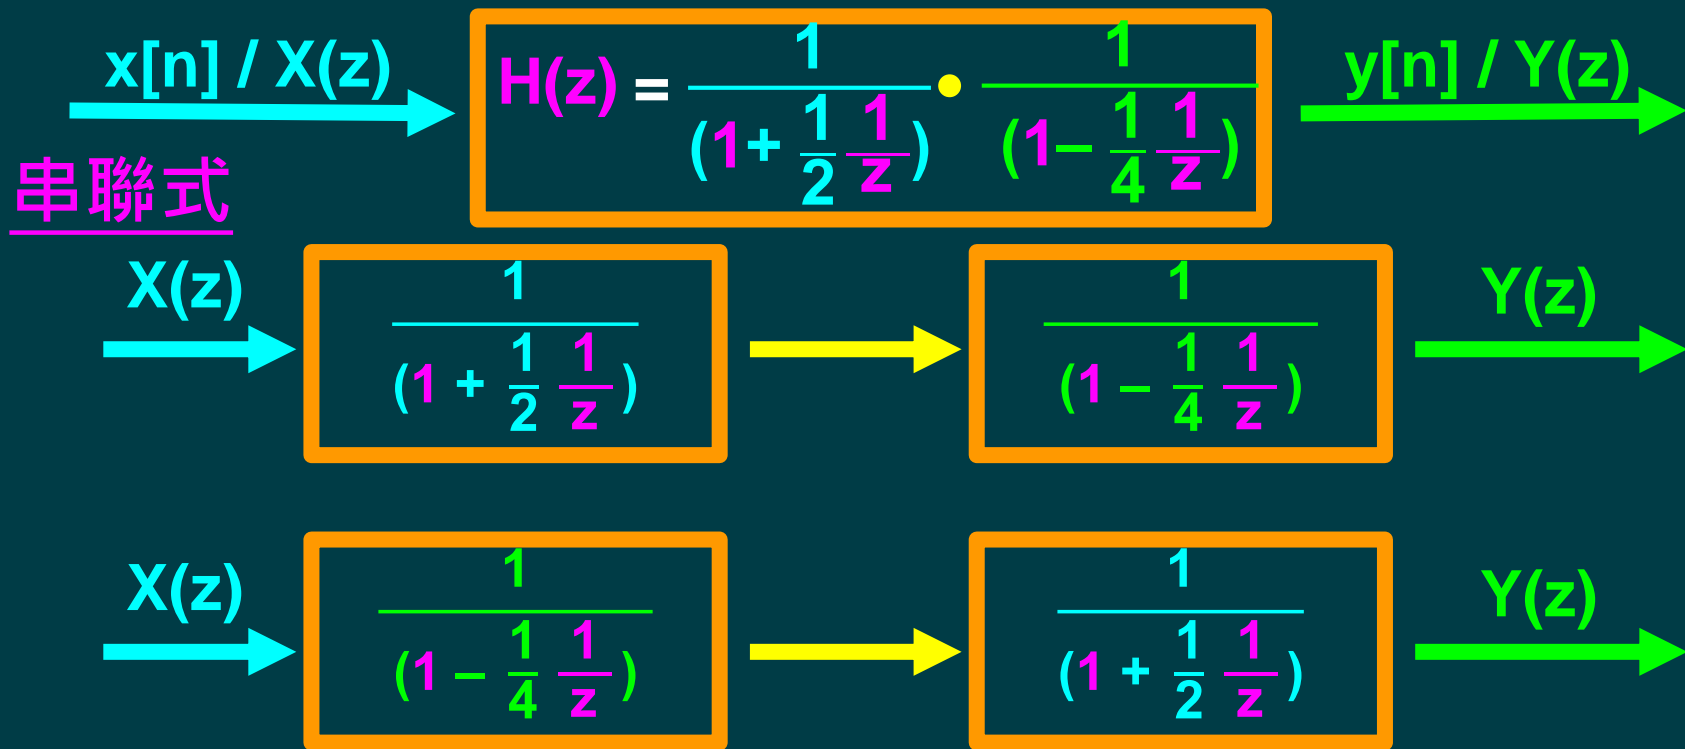 x[n] / X(z)
H(z) = 1/(1 + 1/2 1/z) • 1/(1 − 1/4 1/z)
y[n] / Y(z)
串聯式
X(z)
1/(1 + 1/2 1/z)
1/(1 − 1/4 1/z)
Y(z)
X(z)
1/(1 − 1/4 1/z)
1/(1 + 1/2 1/z)
Y(z)